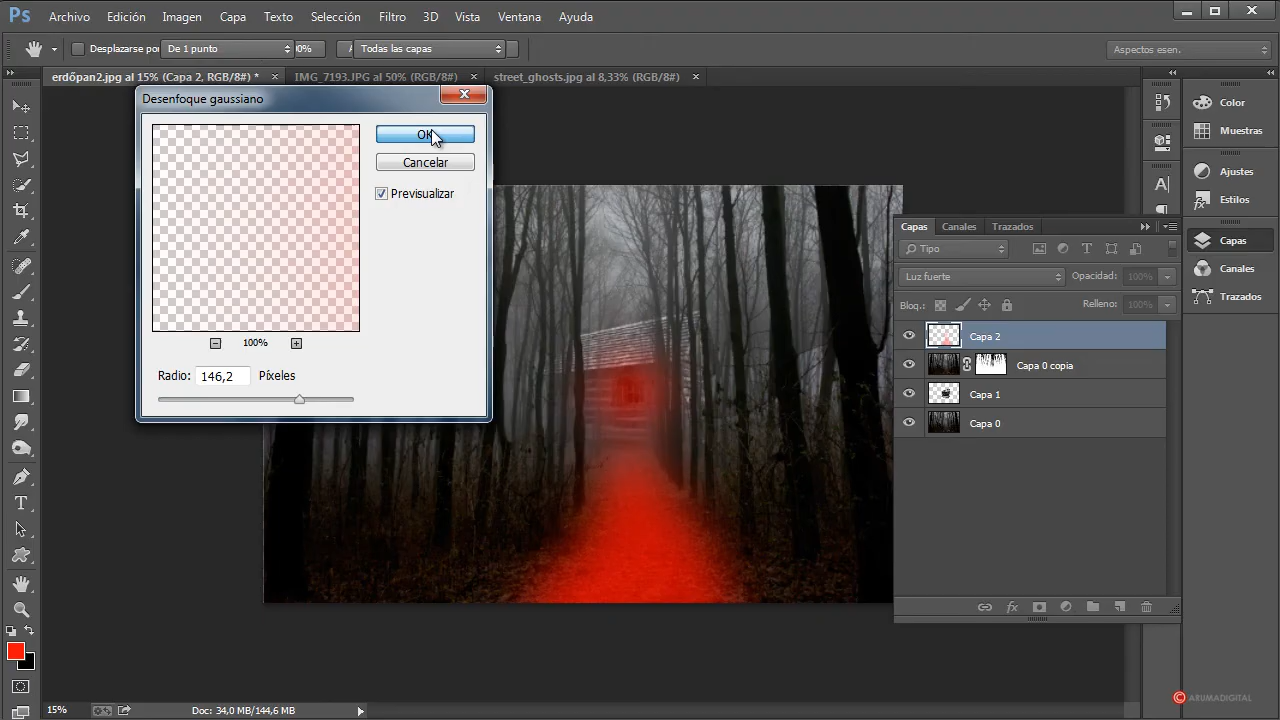 Ps Archivo Edición Imagen Capa Texto Selección Filtro 3D Vista Ventana Ayuda
Desplazarse por De 1 punto 00% A Todas las capas Aspectos esen.
erdőpan2.jpg al 15% (Capa 2, RGB/8#) * IMG_7193.JPG al 50% (RGB/8#) street_ghosts.jpg al 8,33% (RGB/8#)
Desenfoque gaussiano
OK
Cancelar
Previsualizar
100%
Radio: 146,2 Píxeles
Capas Canales Trazados
Tipo
Luz fuerte Opacidad: 100%
Bloq.: Relleno: 100%
Capa 2
Capa 0 copia
Capa 1
Capa 0
fx
Color
Muestras
Ajustes
Estilos
Capas
Canales
Trazados
15% Doc: 34,0 MB/144,6 MB
© ARUMADIGITAL